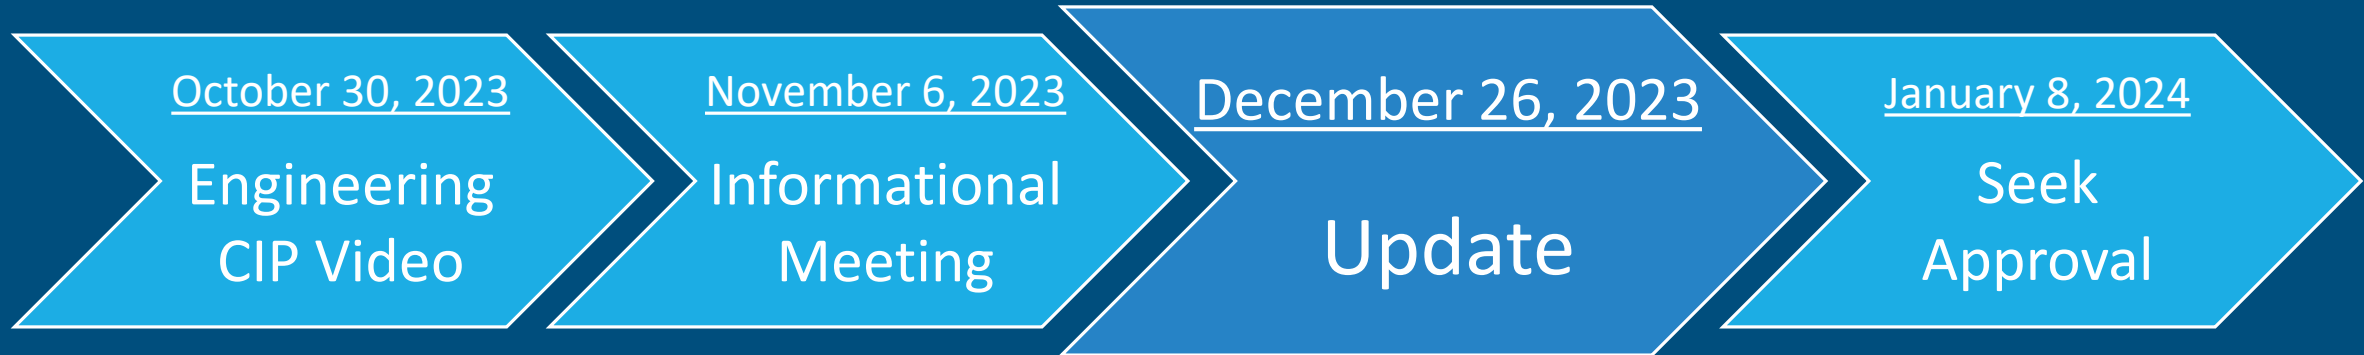 October 30, 2023
Engineering
CIP Video
November 6, 2023
Informational
Meeting
December 26, 2023
Update
January 8, 2024
Seek
Approval